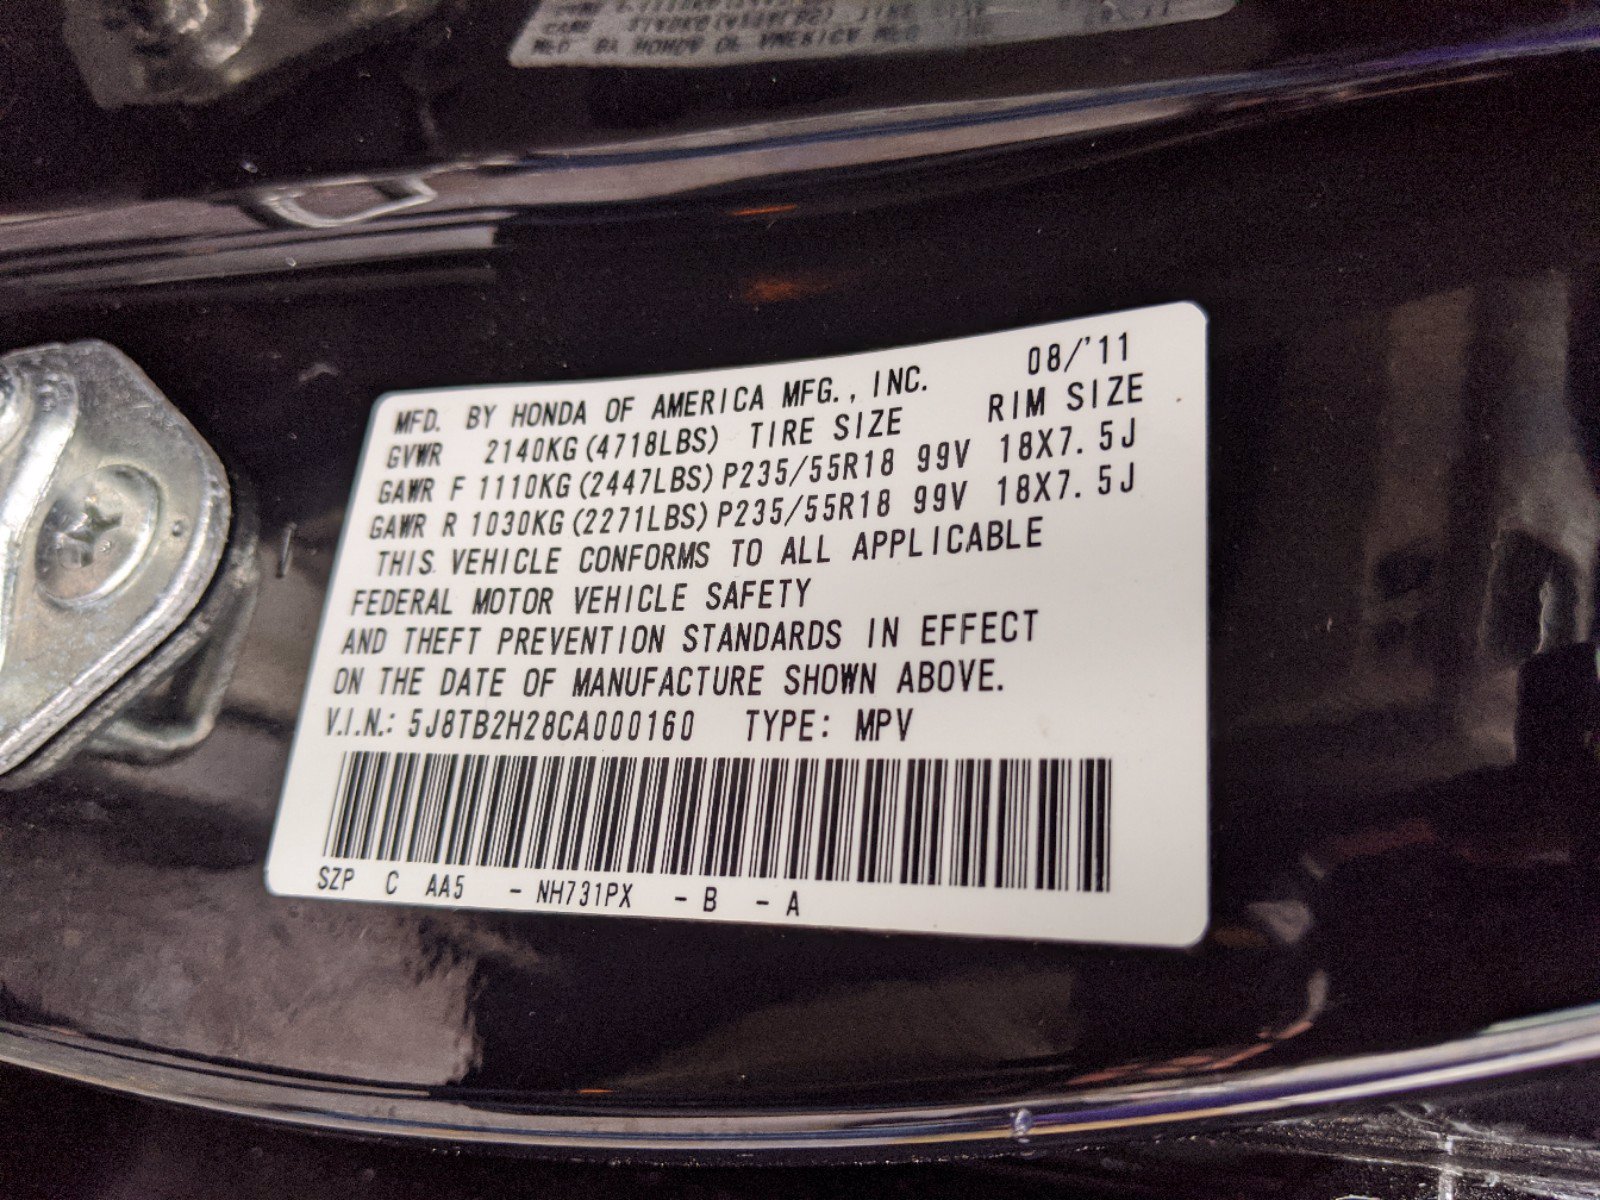 MFD. BY HONDA OF AMERICA MFG., INC. 08/'11
GVWR 2140KG (4718LBS) TIRE SIZE RIM SIZE
GAWR F 1110KG (2447LBS) P235/55R18 99V 18X7.5J
GAWR R 1030KG (2271LBS) P235/55R18 99V 18X7.5J
THIS VEHICLE CONFORMS TO ALL APPLICABLE
FEDERAL MOTOR VEHICLE SAFETY
AND THEFT PREVENTION STANDARDS IN EFFECT
ON THE DATE OF MANUFACTURE SHOWN ABOVE.
V.I.N.: 5J8TB2H28CA000160 TYPE: MPV
SZP C AA5 - NH731PX - B - A